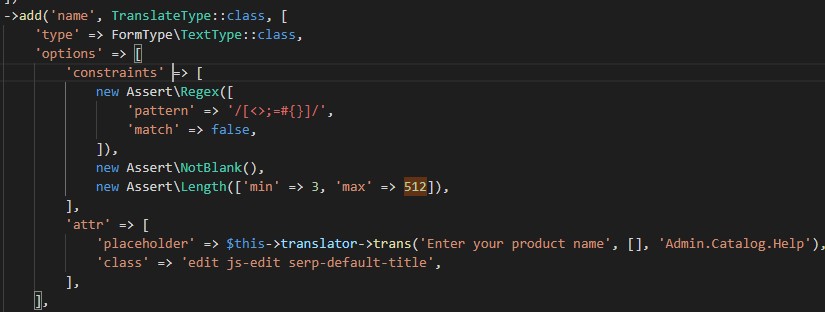 ->add('name', TranslateType::class, [
'type' => FormType\TextType::class,
'options' => [
'constraints' => [
new Assert\Regex([
'pattern' => '/[<>;=#{}]/',
'match' => false,
]),
new Assert\NotBlank(),
new Assert\Length(['min' => 3, 'max' => 512]),
],
'attr' => [
'placeholder' => $this->translator->trans('Enter your product name', [], 'Admin.Catalog.Help'),
'class' => 'edit js-edit serp-default-title',
],
],